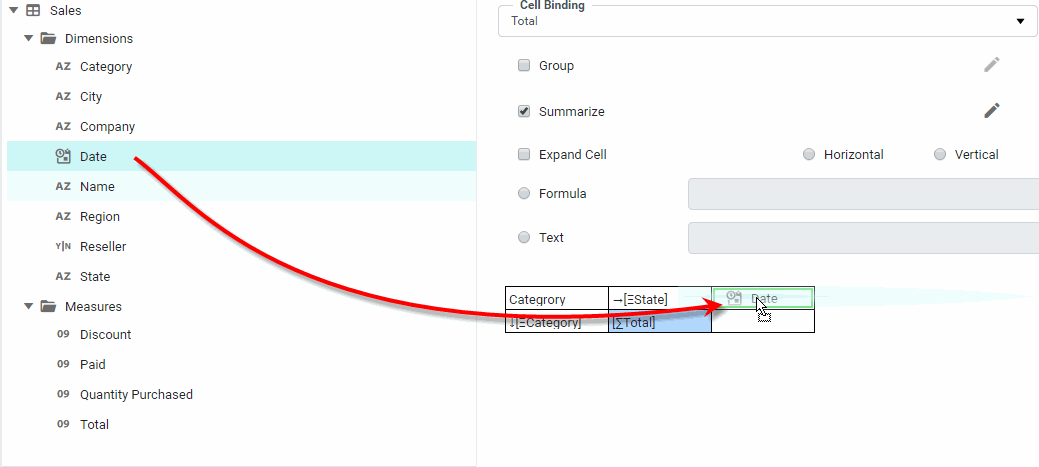 Sales
Dimensions
AZ Category
AZ City
AZ Company
Date
AZ Name
AZ Region
Y|N Reseller
AZ State
Measures
09 Discount
09 Paid
09 Quantity Purchased
09 Total
Cell Binding
Total
Group
Summarize
Expand Cell Horizontal Vertical
Formula
Text
Categrory →[ΞState] Date
↓[ΞCategory] [∑Total]